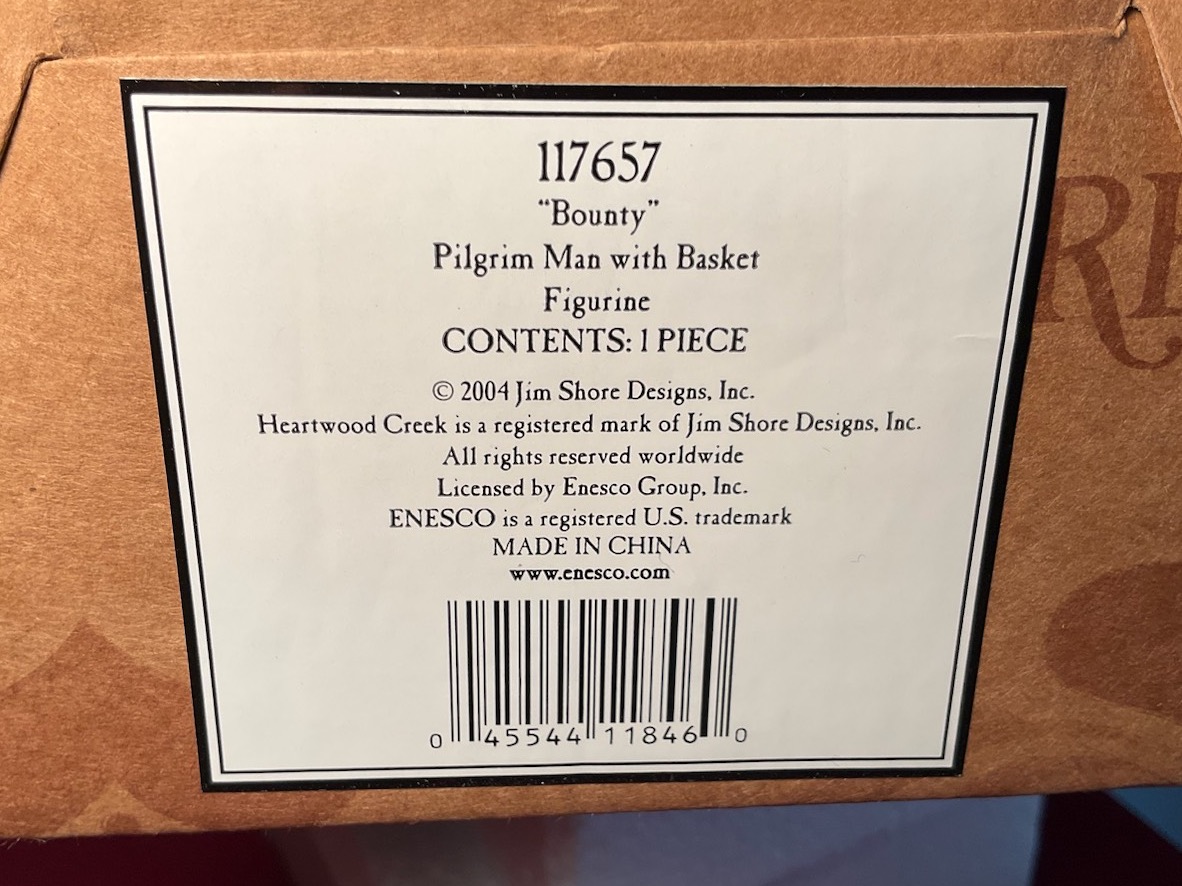 117657
“Bounty”
Pilgrim Man with Basket
Figurine
CONTENTS: 1 PIECE
© 2004 Jim Shore Designs, Inc.
Heartwood Creek is a registered mark of Jim Shore Designs, Inc.
All rights reserved worldwide
Licensed by Enesco Group, Inc.
ENESCO is a registered U.S. trademark
MADE IN CHINA
www.enesco.com
0 45544 11846 0